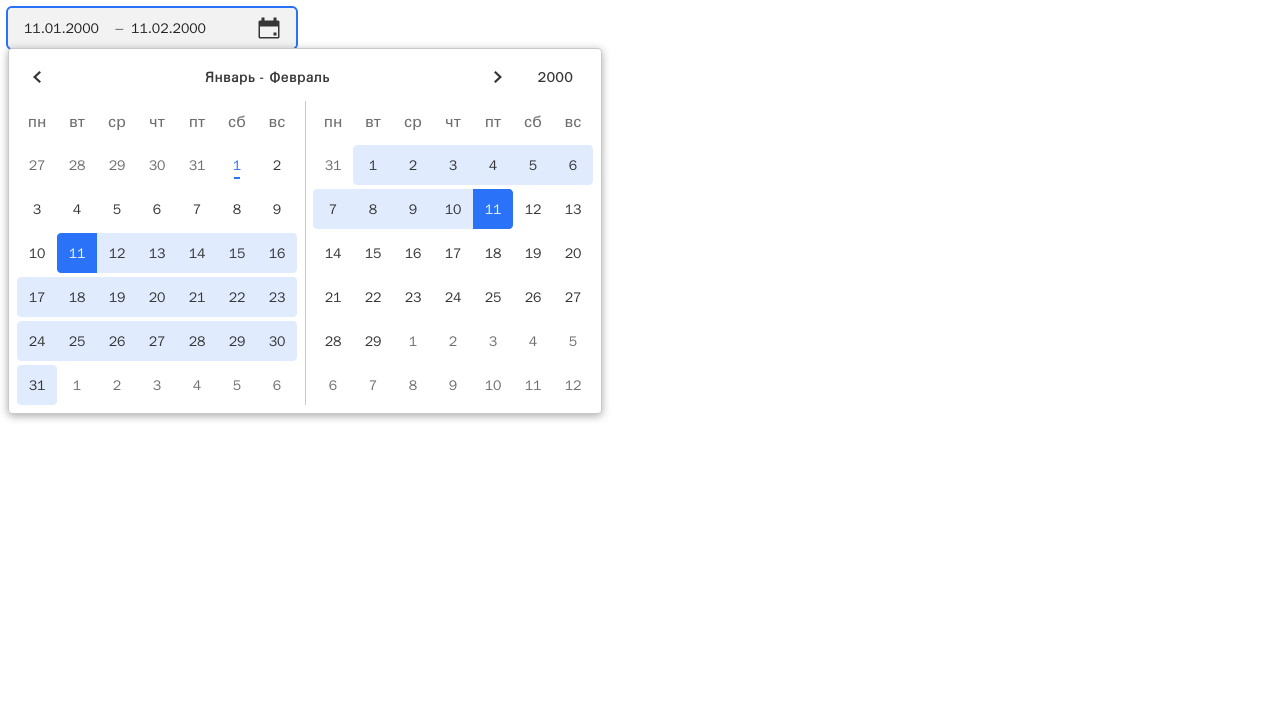 11.01.2000 – 11.02.2000
Январь - Февраль 2000
пн вт ср чт пт сб вс
27 28 29 30 31 1 2
3 4 5 6 7 8 9
10 11 12 13 14 15 16
17 18 19 20 21 22 23
24 25 26 27 28 29 30
31 1 2 3 4 5 6
пн вт ср чт пт сб вс
31 1 2 3 4 5 6
7 8 9 10 11 12 13
14 15 16 17 18 19 20
21 22 23 24 25 26 27
28 29 1 2 3 4 5
6 7 8 9 10 11 12